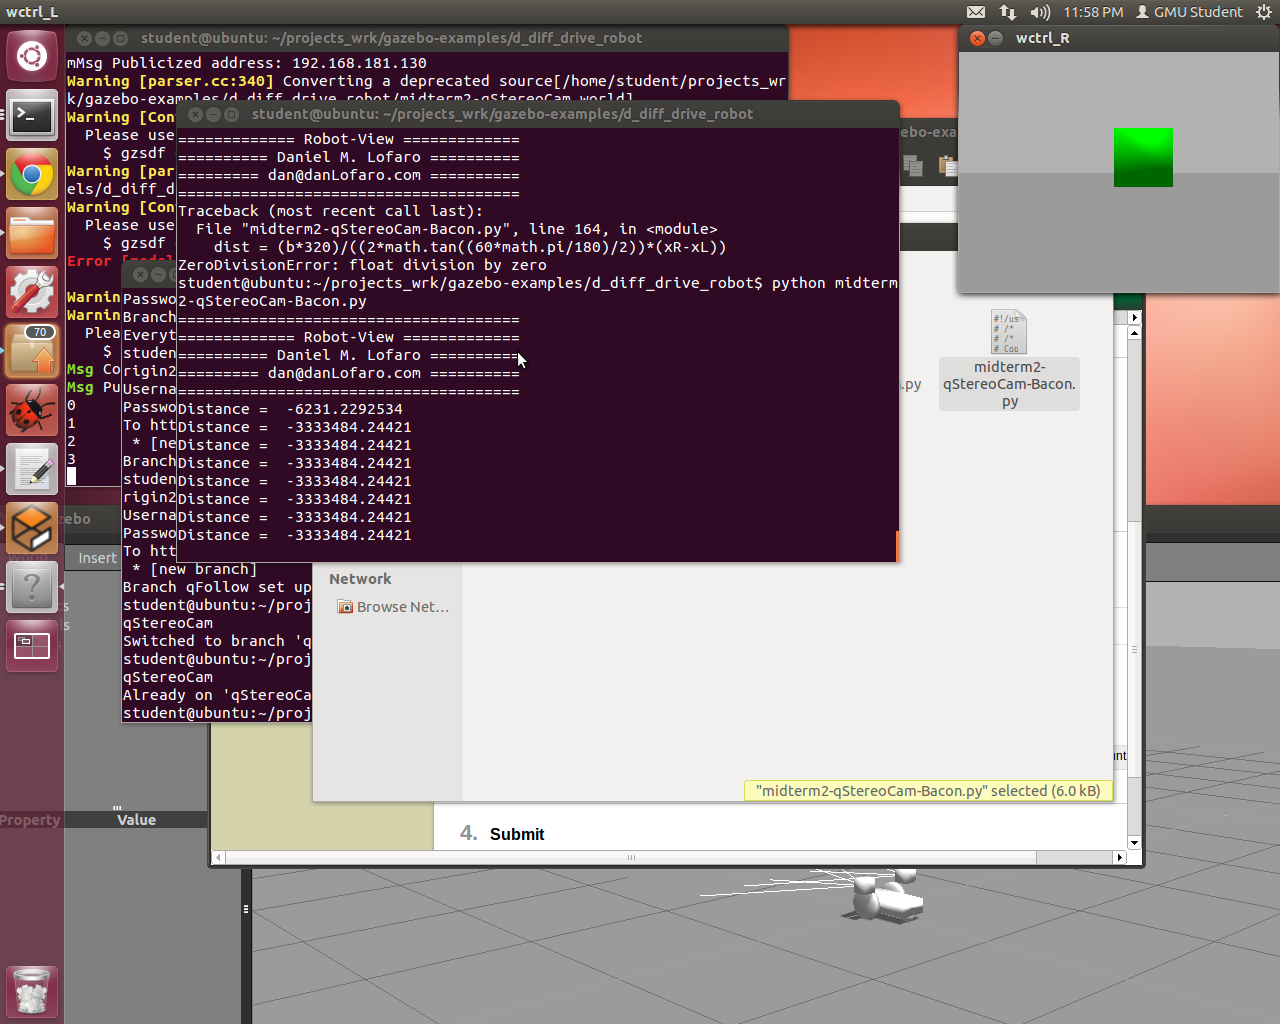 wctrl_L
11:58 PM
GMU Student
student@ubuntu: ~/projects_wrk/gazebo-examples/d_diff_drive_robot
mMsg Publicized address: 192.168.181.130
Warning [parser.cc:340] Converting a deprecated source[/home/student/projects_wr
k/gazebo-examples/d_diff_drive_robot/midterm2-qStereoCam.world]
Warning [Con
Please use
$ gzsdf
Warning [par
els/d_diff_d
Warning [Con
Please use
$ gzsdf
Error [model
Warnin
Warnin
Plea
$
Msg Co
Msg Pu
0
1
2
3
student@ubuntu: ~/projects_wrk/gazebo-examples/d_diff_drive_robot
============= Robot-View =============
========== Daniel M. Lofaro ==========
========= dan@danLofaro.com ==========
======================================
Traceback (most recent call last):
File "midterm2-qStereoCam-Bacon.py", line 164, in <module>
dist = (b*320)/((2*math.tan((60*math.pi/180)/2))*(xR-xL))
ZeroDivisionError: float division by zero
student@ubuntu:~/projects_wrk/gazebo-examples/d_diff_drive_robot$ python midterm
2-qStereoCam-Bacon.py
======================================
============= Robot-View =============
========== Daniel M. Lofaro ==========
========= dan@danLofaro.com ==========
======================================
Distance =  -6231.2292534
Distance =  -3333484.24421
Distance =  -3333484.24421
Distance =  -3333484.24421
Distance =  -3333484.24421
Distance =  -3333484.24421
Distance =  -3333484.24421
Distance =  -3333484.24421
Passwo
Branch
Everyt
studen
rigin2
Userna
Passwo
To htt
* [ne
Branch
studen
rigin2
Userna
Passwo
To htt
* [new branch]
Branch qFollow set up
student@ubuntu:~/proj
qStereoCam
Switched to branch 'q
student@ubuntu:~/proj
qStereoCam
Already on 'qStereoCa
student@ubuntu:~/proj
wctrl_R
ebo-exa
#!/us
# /*
# /*
# Cop
midterm2-
qStereoCam-Bacon.
py
.py
70
ebo
Insert
ts
ls
Network
Browse Net...
unt
"midterm2-qStereoCam-Bacon.py" selected (6.0 kB)
Property
Value
4. Submit